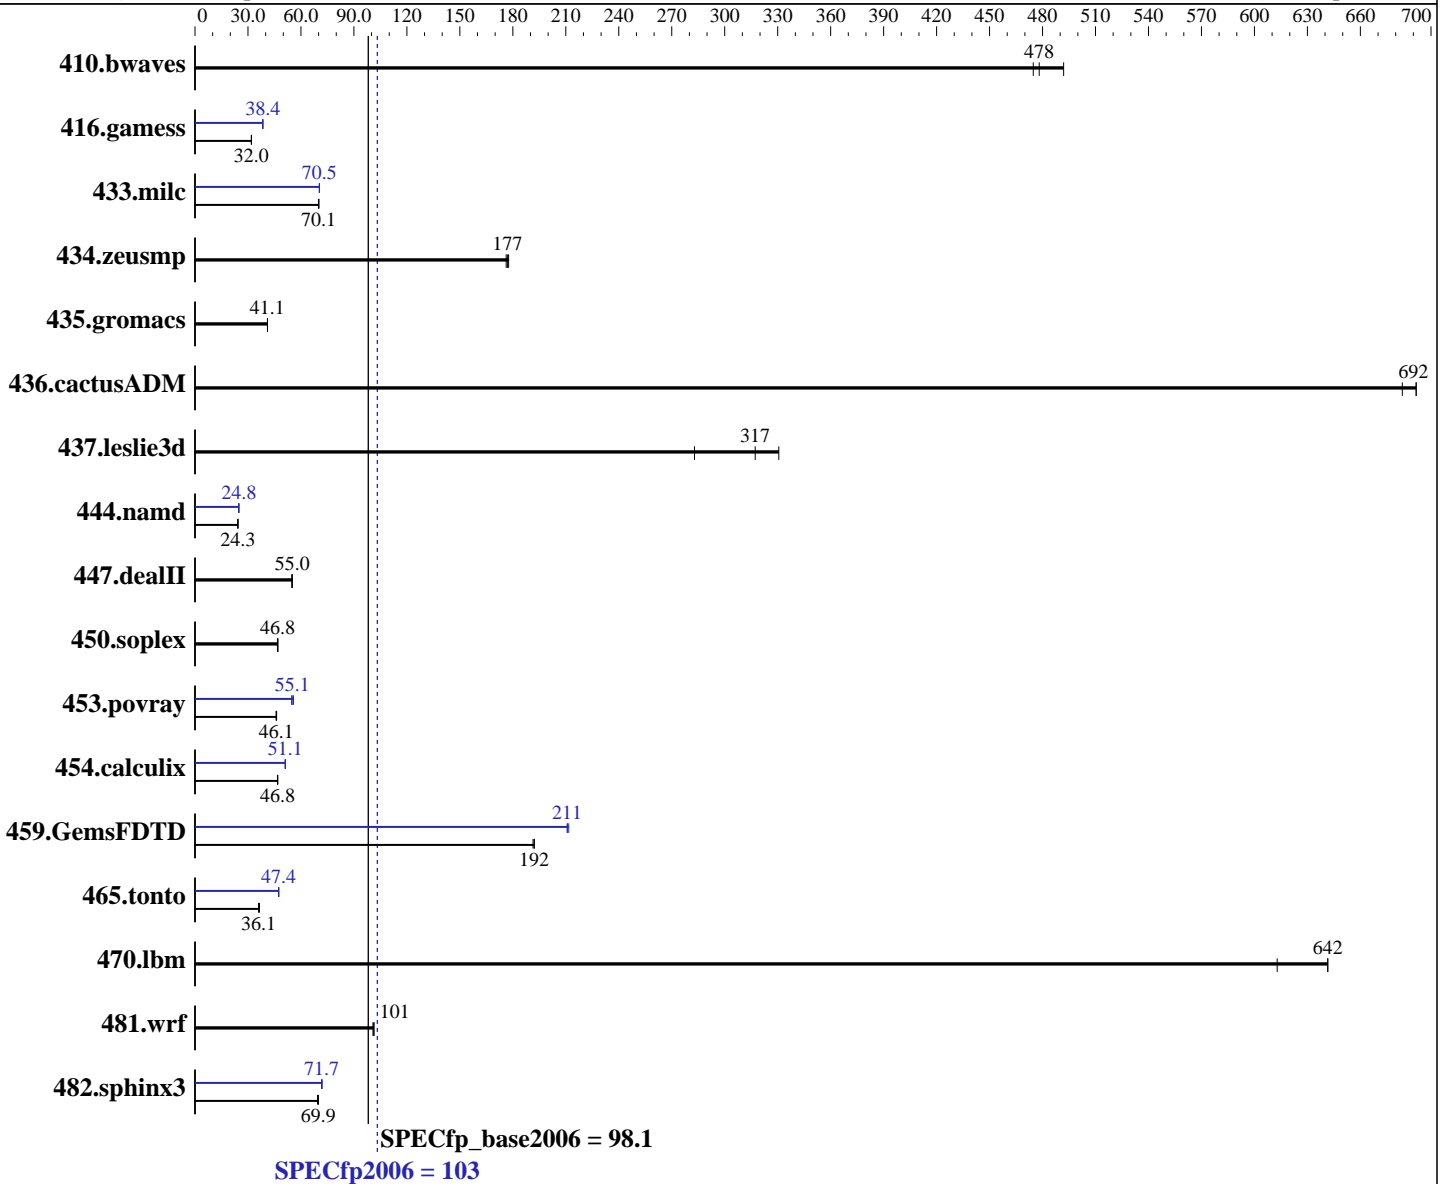 0 30.0 60.0 90.0 120 150 180 210 240 270 300 330 360 390 420 450 480 510 540 570 600 630 660 700
410.bwaves 478
38.4
416.gamess
32.0
70.5
433.milc
70.1
434.zeusmp 177
435.gromacs 41.1
436.cactusADM 692
437.leslie3d 317
24.8
444.namd
24.3
447.dealII 55.0
450.soplex 46.8
55.1
453.povray
46.1
51.1
454.calculix
46.8
211
459.GemsFDTD
192
47.4
465.tonto
36.1
470.lbm 642
481.wrf 101
71.7
482.sphinx3
69.9
SPECfp_base2006 = 98.1
SPECfp2006 = 103